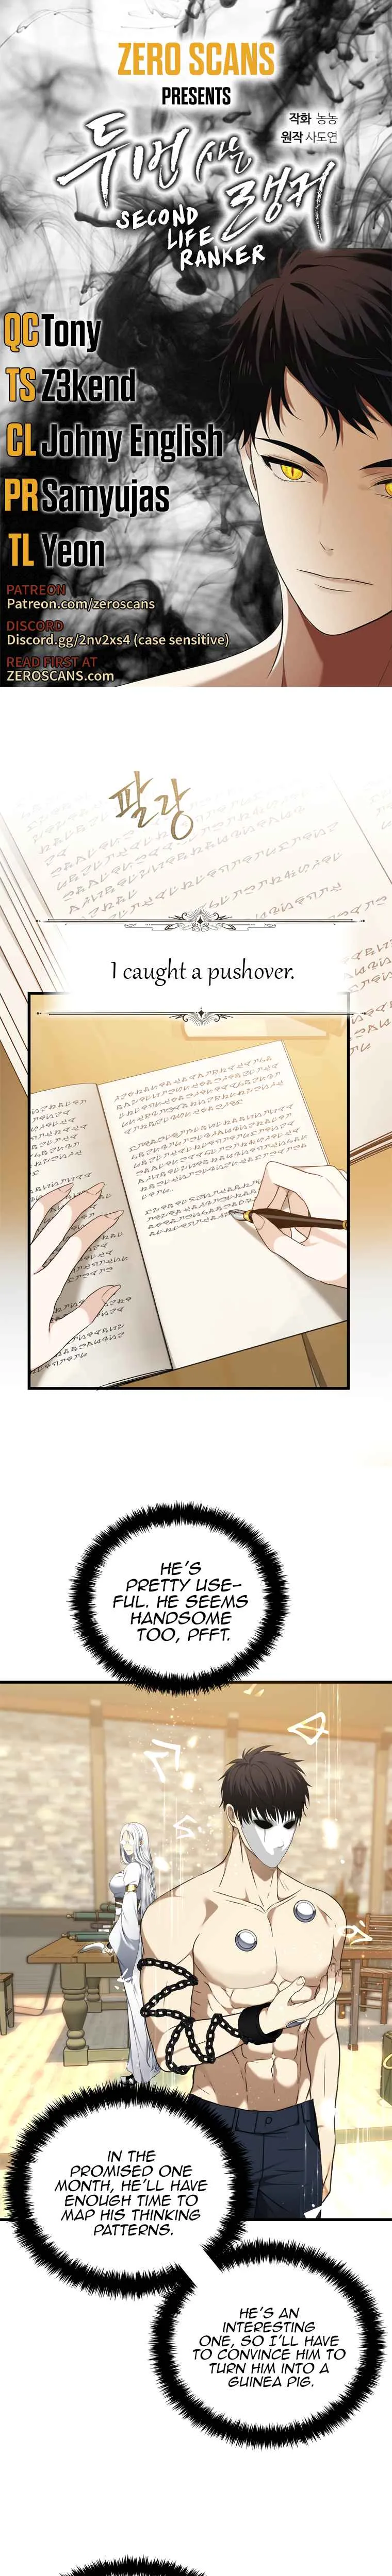 ZERO SCANS
PRESENTS
작화 농농
원작 사도연
두 번 사는
랭커
SECOND
LIFE
RANKER
QC Tony
TS Z3kend
CL Johny English
PR Samyujas
TL Yeon
PATREON
Patreon.com/zeroscans
DISCORD
Discord.gg/2nv2xs4 (case sensitive)
READ FIRST AT
ZEROSCANS.com
팔랑
I caught a pushover.
HE'S
PRETTY USE-
FUL. HE SEEMS
HANDSOME
TOO, PFFT.
IN THE
PROMISED ONE
MONTH, HE'LL HAVE
ENOUGH TIME TO
MAP HIS THINKING
PATTERNS.
HE'S AN
INTERESTING
ONE, SO I'LL HAVE
TO CONVINCE HIM TO
TURN HIM INTO A
GUINEA PIG.